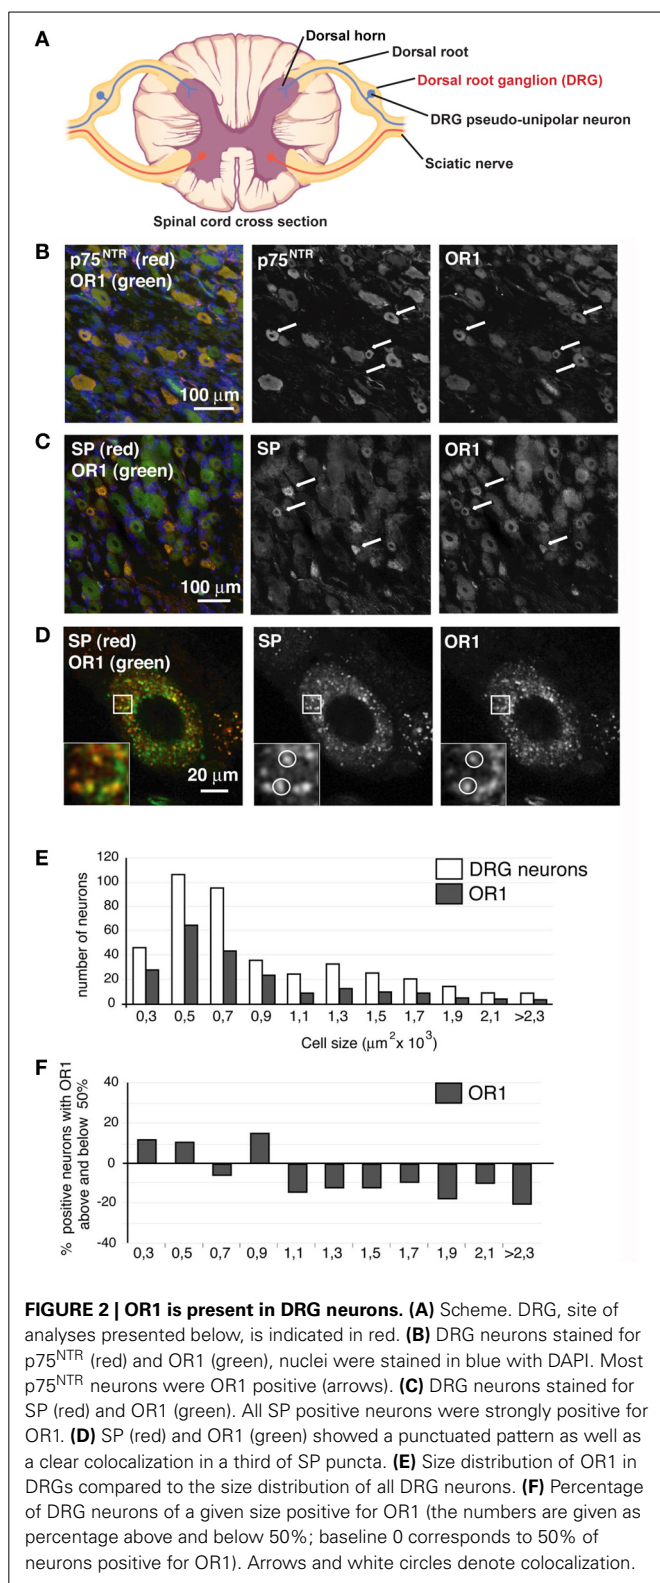 A
Dorsal horn
Dorsal root
Dorsal root ganglion (DRG)
DRG pseudo-unipolar neuron
Sciatic nerve
Spinal cord cross section
B
p75NTR (red)
OR1 (green)
100 μm
p75NTR
OR1
C
SP (red)
OR1 (green)
100 μm
SP
OR1
D
SP (red)
OR1 (green)
20 μm
SP
OR1
E
number of neurons
120
100
80
60
40
20
0
DRG neurons
OR1
0,3 0,5 0,7 0,9 1,1 1,3 1,5 1,7 1,9 2,1 >2,3
Cell size (μm2x 103)
F
% positive neurons with OR1
above and below 50%
40
20
0
-20
-40
OR1
0,3 0,5 0,7 0,9 1,1 1,3 1,5 1,7 1,9 2,1 >2,3
FIGURE 2 | OR1 is present in DRG neurons. (A) Scheme. DRG, site of
analyses presented below, is indicated in red. (B) DRG neurons stained for
p75NTR (red) and OR1 (green), nuclei were stained in blue with DAPI. Most
p75NTR neurons were OR1 positive (arrows). (C) DRG neurons stained for
SP (red) and OR1 (green). All SP positive neurons were strongly positive for
OR1. (D) SP (red) and OR1 (green) showed a punctuated pattern as well as
a clear colocalization in a third of SP puncta. (E) Size distribution of OR1 in
DRGs compared to the size distribution of all DRG neurons. (F) Percentage
of DRG neurons of a given size positive for OR1 (the numbers are given as
percentage above and below 50%; baseline 0 corresponds to 50% of
neurons positive for OR1). Arrows and white circles denote colocalization.